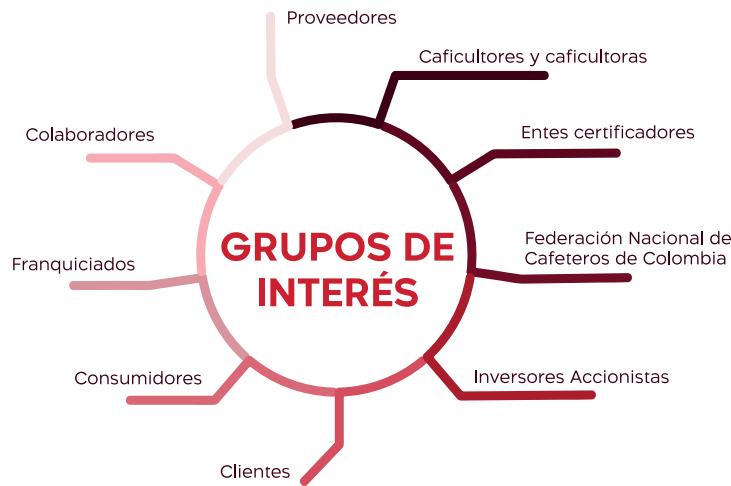 Proveedores
Caficultores y caficultoras
Colaboradores
Entes certificadores
GRUPOS DE
INTERÉS
Federación Nacional de
Cafeteros de Colombia
Franquiciados
Consumidores
Inversores Accionistas
Clientes